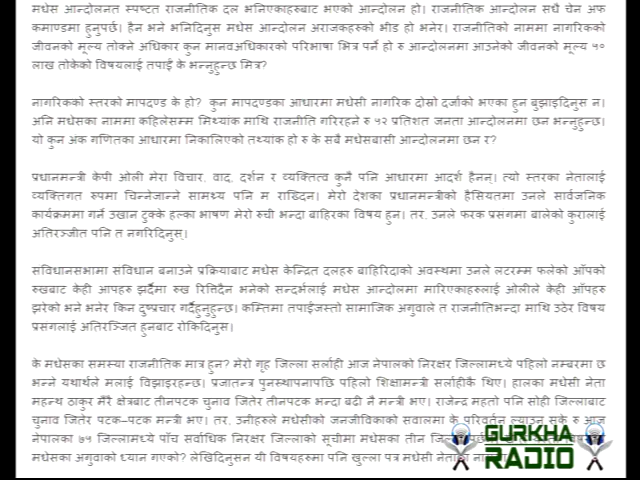 मधेस आन्दोलनत स्पष्टत राजनीतिक दल भनिएकाहरुबाट भएको आन्दोलन हो। राजनीतिक आन्दोलन सधै चेन अफ
कमाण्डमा हुनुपर्छ। हैन भने भनिदिनुस मधेस आन्दोलन अराजकहरुको भीड हो भनेर। राजनीतिको नाममा नागरिकको
जीवनको मूल्य तोक्ने अधिकार कुन मानवअधिकारको परिभाषा भित्र पर्ने हो रु आन्दोलनमा आउनेको जीवनको मूल्य ५०
लाख तोकेको विषयलाई तपाईं के भन्नुहुन्छ मित्र?
नागरिकको स्तरको मापदण्ड के हो? कुन मापदण्डका आधारमा मधेसी नागरिक दोस्रो दर्जाको भएका हुन बुझाइदिनुस न।
अनि मधेसका नाममा कहिलेसम्म मिथ्यांक माथि राजनीति गरिरहने रु ५२ प्रतिशत जनता आन्दोलनमा छन भन्नुहुन्छ।
यो कुन अंक गणितका आधारमा निकालिएको तथ्यांक हो रु के सबै मधेसबासी आन्दोलनमा छन र?
प्रधानमन्त्री केपी ओली मेरा विचार, वाद, दर्शन र व्यक्तित्व कुनै पनि आधारमा आदर्श हैनन्। त्यो स्तरका नेतालाई
व्यक्तिगत रुपमा चिन्नेजान्ने सामथ्य पनि म राख्दिन। मेरो देशका प्रधानमन्त्रीको हैसियतमा उनले सार्वजनिक
कार्यक्रममा गर्ने उखान टुक्के हल्का भाषण मेरो रुची भन्दा बाहिरका विषय हुन। तर, उनले फरक प्रसंगमा बालेको कुरालाई
अतिरञ्जीत पनि त नगरिदिनुस्।
संविधानसभामा संविधान बनाउने प्रक्रियाबाट मधेस केन्द्रित दलहरु बाहिरिदाको अवस्थमा उनले लटरम्म फलेको आँपको
रुखबाट केही आपहरु झर्दैमा रुख रित्तिदैन भनेको सन्दर्भलाई मधेस आन्दोलमा मारिएकाहरुलाई ओलीले केही आँपहरु
झरेको भने भनेर किन दुष्प्रचार गर्दैहुनुहुन्छ। कम्तिमा तपाईंजस्तो सामाजिक अगुवाले त राजनीतिभन्दा माथि उठेर विषय
प्रसंगलाई अतिरञ्जित हुनबाट रोकिदिनुस।
के मधेसका समस्या राजनीतिक मात्र हुन? मेरो गृह जिल्ला सर्लाही आज नेपालको निरक्षर जिल्लामध्ये पहिलो नम्बरमा छ
भन्ने यथार्थले मलाई विझाइरहन्छ। प्रजातन्त्र पुनस्र्थापनापछि पहिलो शिक्षामन्त्री सर्लाहीकै थिए। हालका मधेसी नेता
महन्थ ठाकुर मेरै क्षेत्रबाट तीनपटक चुनाव जितेर तीनपटक भन्दा बढी नै मन्त्री भए। राजेन्द्र महतो पनि सोही जिल्लाबाट
चुनाव जितेर पटक–पटक मन्त्री भए। तर, उनीहरुले मधेसीको जनजीविकाको सवालमा के परिवर्तन ल्याउन सके रु आज
नेपालका ७५ जिल्लामध्ये पाँच सर्वाधिक निरक्षर जिल्लाको सूचीमा मधेसका तीन
मधेसका अगुवाको ध्यान गएको? लेखिदिनुसन यी विषयहरुमा पनि खुल्ला पत्र मधेसी
GURKHA
RADIO